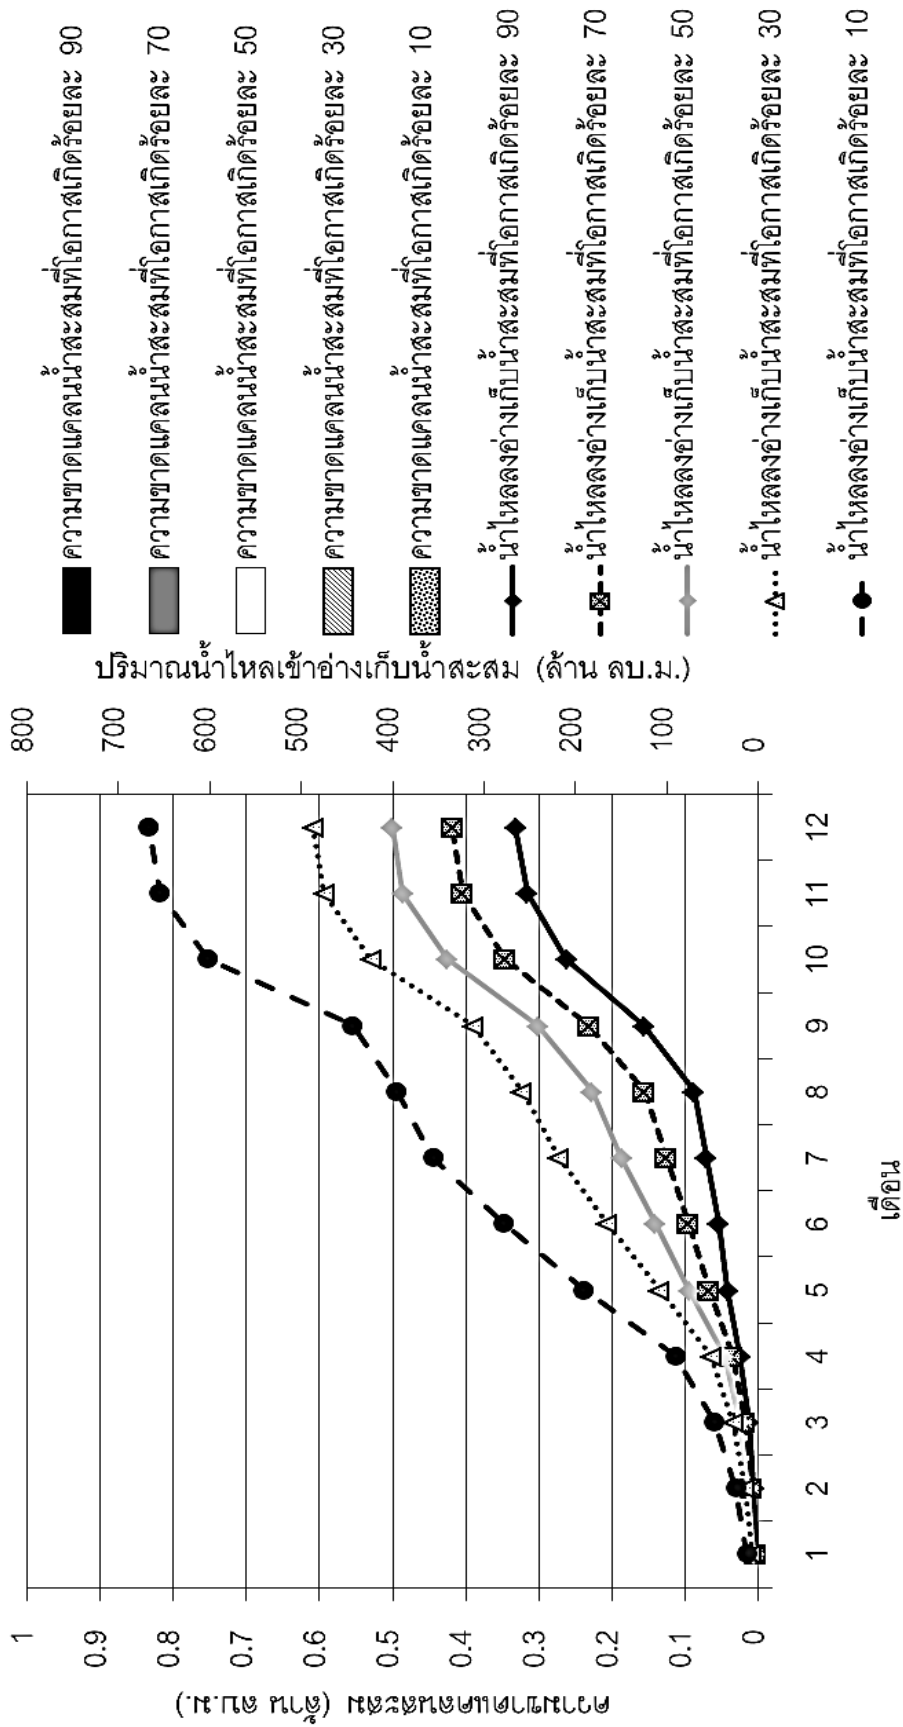 ความขาดแคลนสะสม (ล้าน ลบ.ม.)
1
0.9
0.8
0.7
0.6
0.5
0.4
0.3
0.2
0.1
0
1 2 3 4 5 6 7 8 9 10 11 12
เดือน
800
700
600
500
400
300
200
100
0
ปริมาณน้ำไหลเข้าอ่างเก็บน้ำสะสม (ล้าน ลบ.ม.)
ความขาดแคลนน้ำสะสมที่โอกาสเกิดร้อยละ 90
ความขาดแคลนน้ำสะสมที่โอกาสเกิดร้อยละ 70
ความขาดแคลนน้ำสะสมที่โอกาสเกิดร้อยละ 50
ความขาดแคลนน้ำสะสมที่โอกาสเกิดร้อยละ 30
ความขาดแคลนน้ำสะสมที่โอกาสเกิดร้อยละ 10
น้ำไหลลงอ่างเก็บน้ำสะสมที่โอกาสเกิดร้อยละ 90
น้ำไหลลงอ่างเก็บน้ำสะสมที่โอกาสเกิดร้อยละ 70
น้ำไหลลงอ่างเก็บน้ำสะสมที่โอกาสเกิดร้อยละ 50
น้ำไหลลงอ่างเก็บน้ำสะสมที่โอกาสเกิดร้อยละ 30
น้ำไหลลงอ่างเก็บน้ำสะสมที่โอกาสเกิดร้อยละ 10